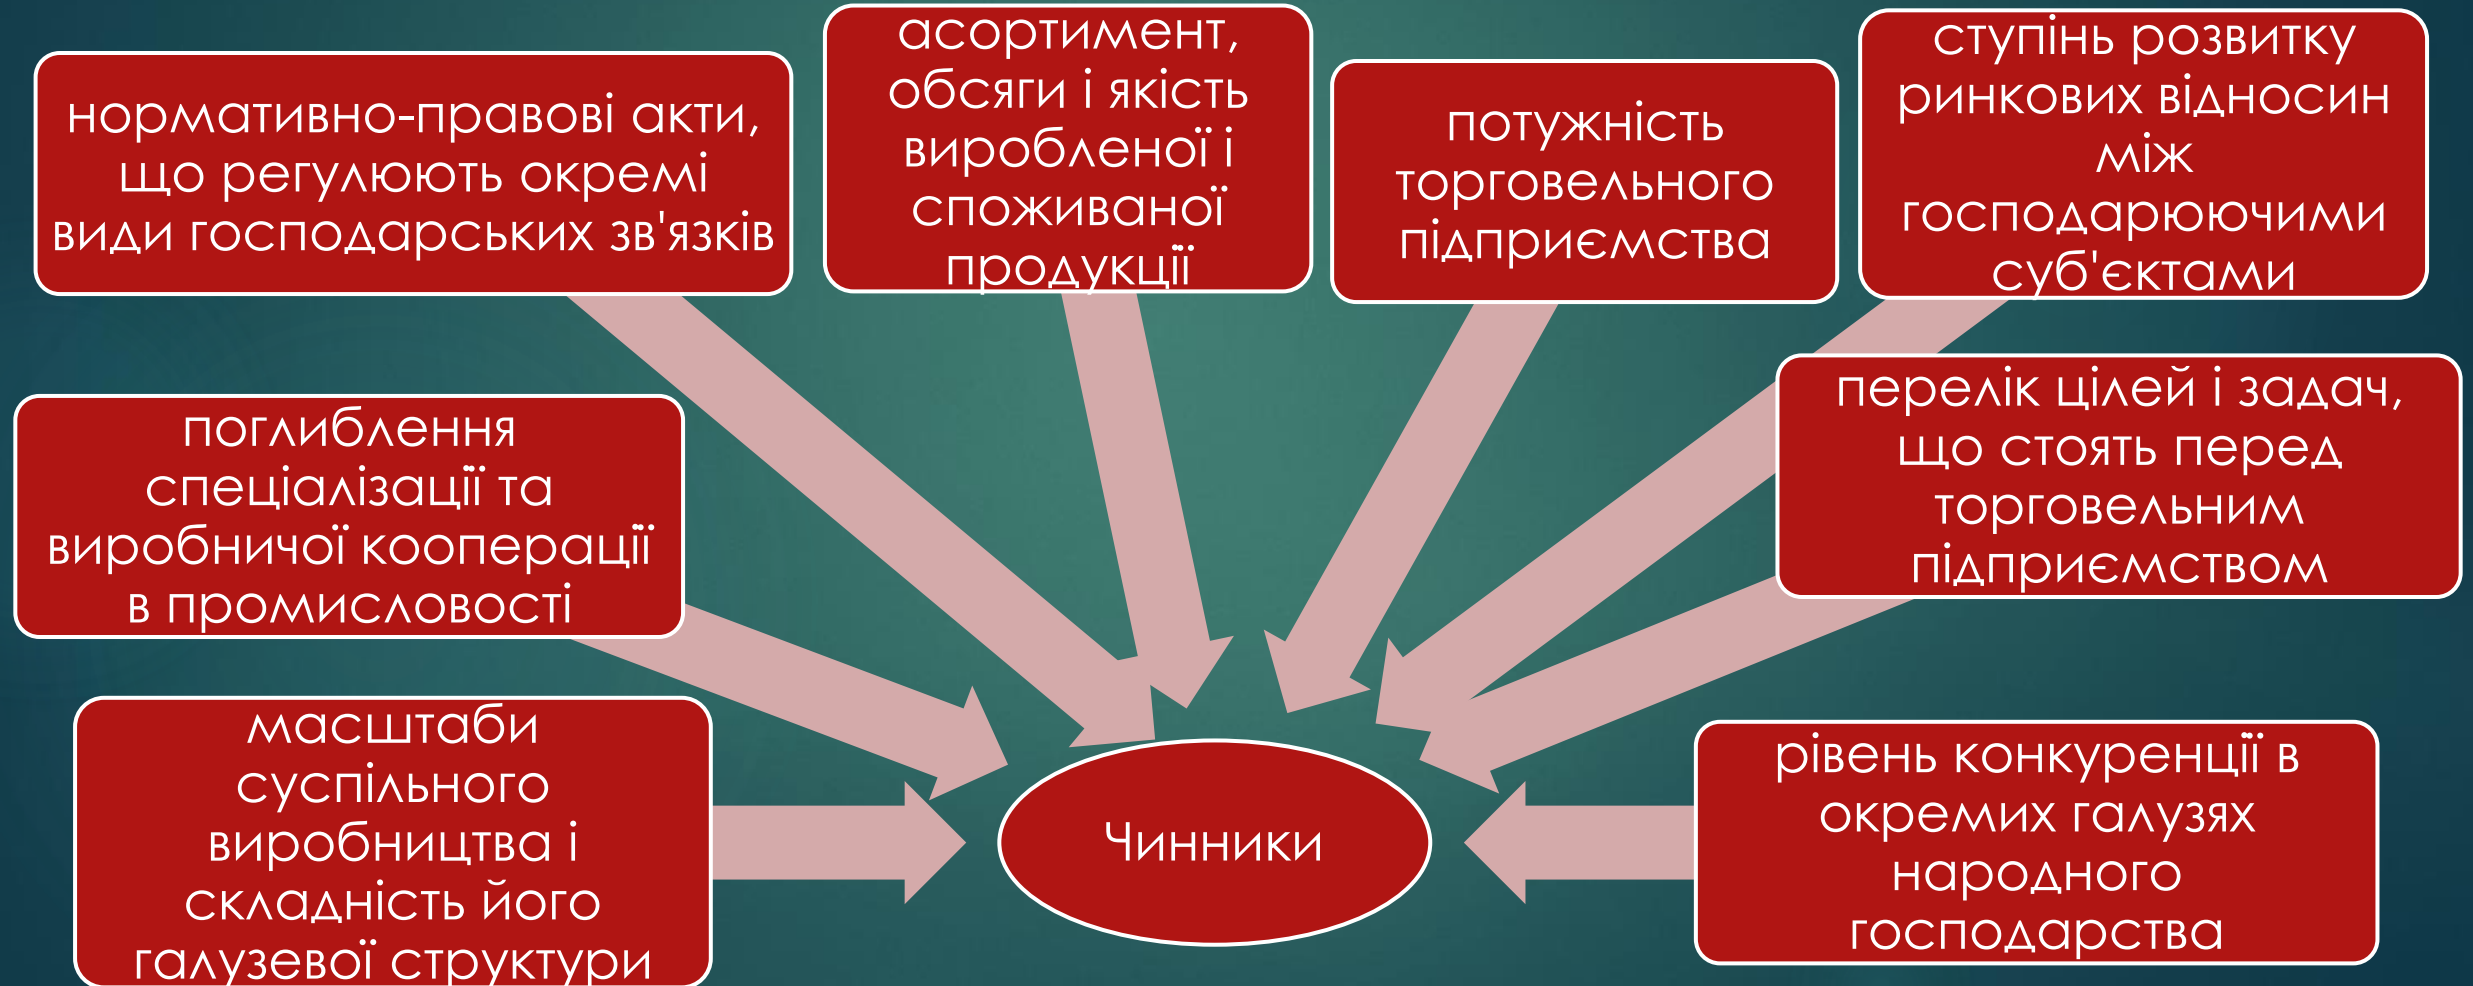 нормативно-правові акти,
що регулюють окремі
види господарських зв'язків
асортимент,
обсяги і якість
виробленої і
споживаної
продукції
потужність
торговельного
підприємства
ступінь розвитку
ринкових відносин
між
господарюючими
суб'єктами
поглиблення
спеціалізації та
виробничої кооперації
в промисловості
перелік цілей і задач,
що стоять перед
торговельним
підприємством
масштаби
суспільного
виробництва і
складність його
галузевої структури
Чинники
рівень конкуренції в
окремих галузях
народного
господарства